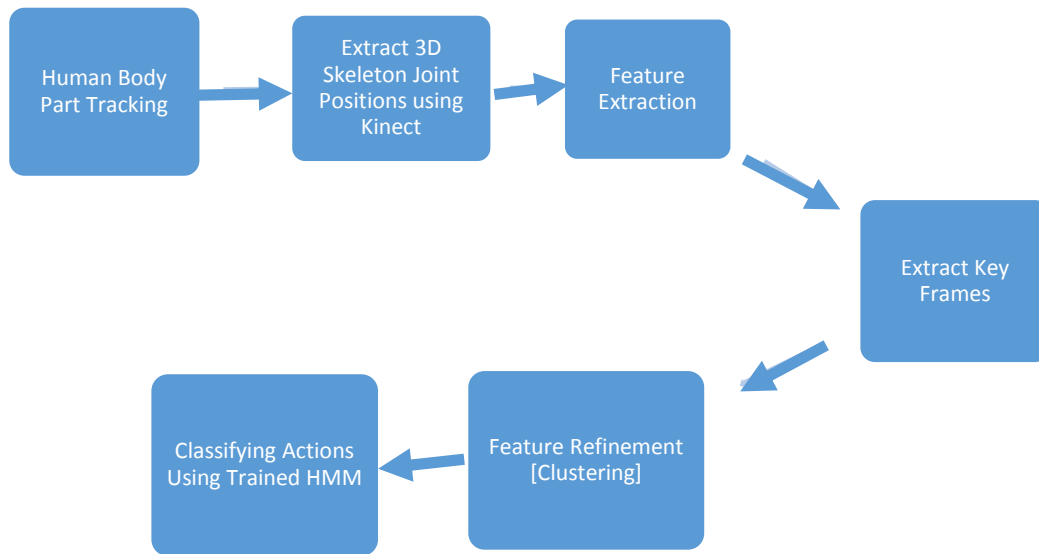 Human Body
Part Tracking
Extract 3D
Skeleton Joint
Positions using
Kinect
Feature
Extraction
Extract Key
Frames
Feature Refinement
[Clustering]
Classifying Actions
Using Trained HMM